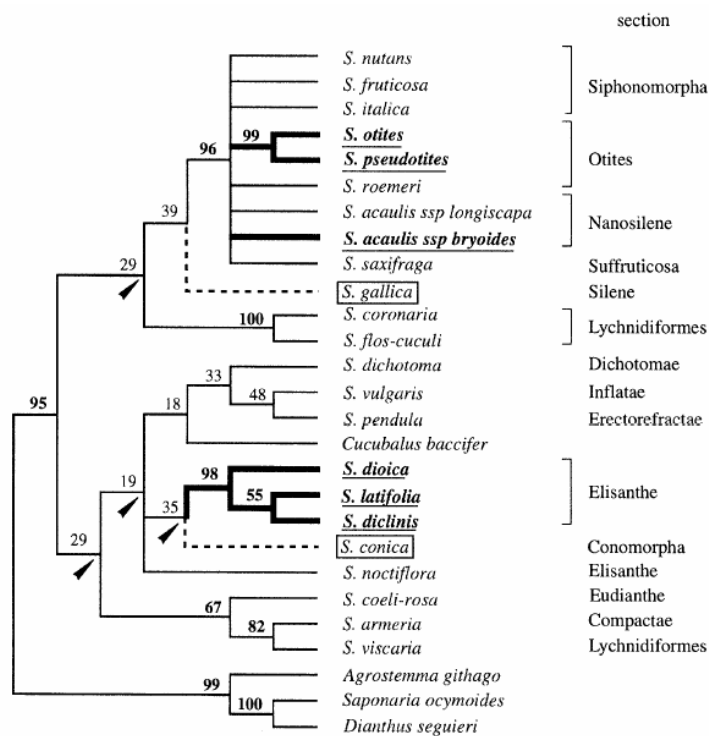 section
S. nutans
S. fruticosa
Siphonomorpha
S. italica
99
S. otites
96
S. pseudotites
Otites
S. roemeri
39
S. acaulis ssp longiscapa
Nanosilene
S. acaulis ssp bryoides
29
S. saxifraga
Suffruticosa
S. gallica
Silene
100
S. coronaria
Lychnidiformes
S. flos-cuculi
33
S. dichotoma
Dichotomae
48
S. vulgaris
Inflatae
95
18
S. pendula
Erectorefractae
Cucubalus baccifer
98
S. dioica
19
55
S. latifolia
Elisanthe
35
S. diclinis
29
S. conica
Conomorpha
S. noctiflora
Elisanthe
67
S. coeli-rosa
Eudianthe
82
S. armeria
Compactae
S. viscaria
Lychnidiformes
99
Agrostemma githago
100
Saponaria ocymoides
Dianthus seguieri